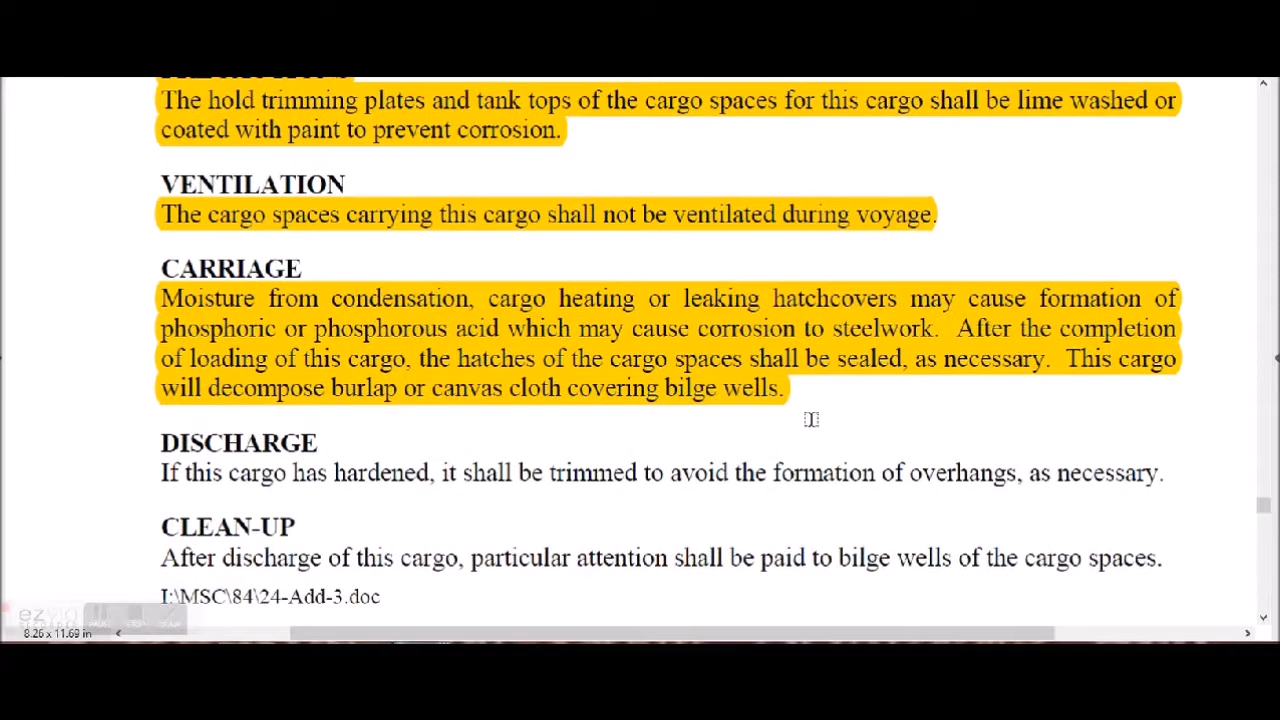 The hold trimming plates and tank tops of the cargo spaces for this cargo shall be lime washed or
coated with paint to prevent corrosion.
VENTILATION
The cargo spaces carrying this cargo shall not be ventilated during voyage.
CARRIAGE
Moisture from condensation, cargo heating or leaking hatchcovers may cause formation of
phosphoric or phosphorous acid which may cause corrosion to steelwork. After the completion
of loading of this cargo, the hatches of the cargo spaces shall be sealed, as necessary. This cargo
will decompose burlap or canvas cloth covering bilge wells.
DISCHARGE
If this cargo has hardened, it shall be trimmed to avoid the formation of overhangs, as necessary.
CLEAN-UP
After discharge of this cargo, particular attention shall be paid to bilge wells of the cargo spaces.
I:\MSC\84\24-Add-3.doc
8.26 x 11.69 in